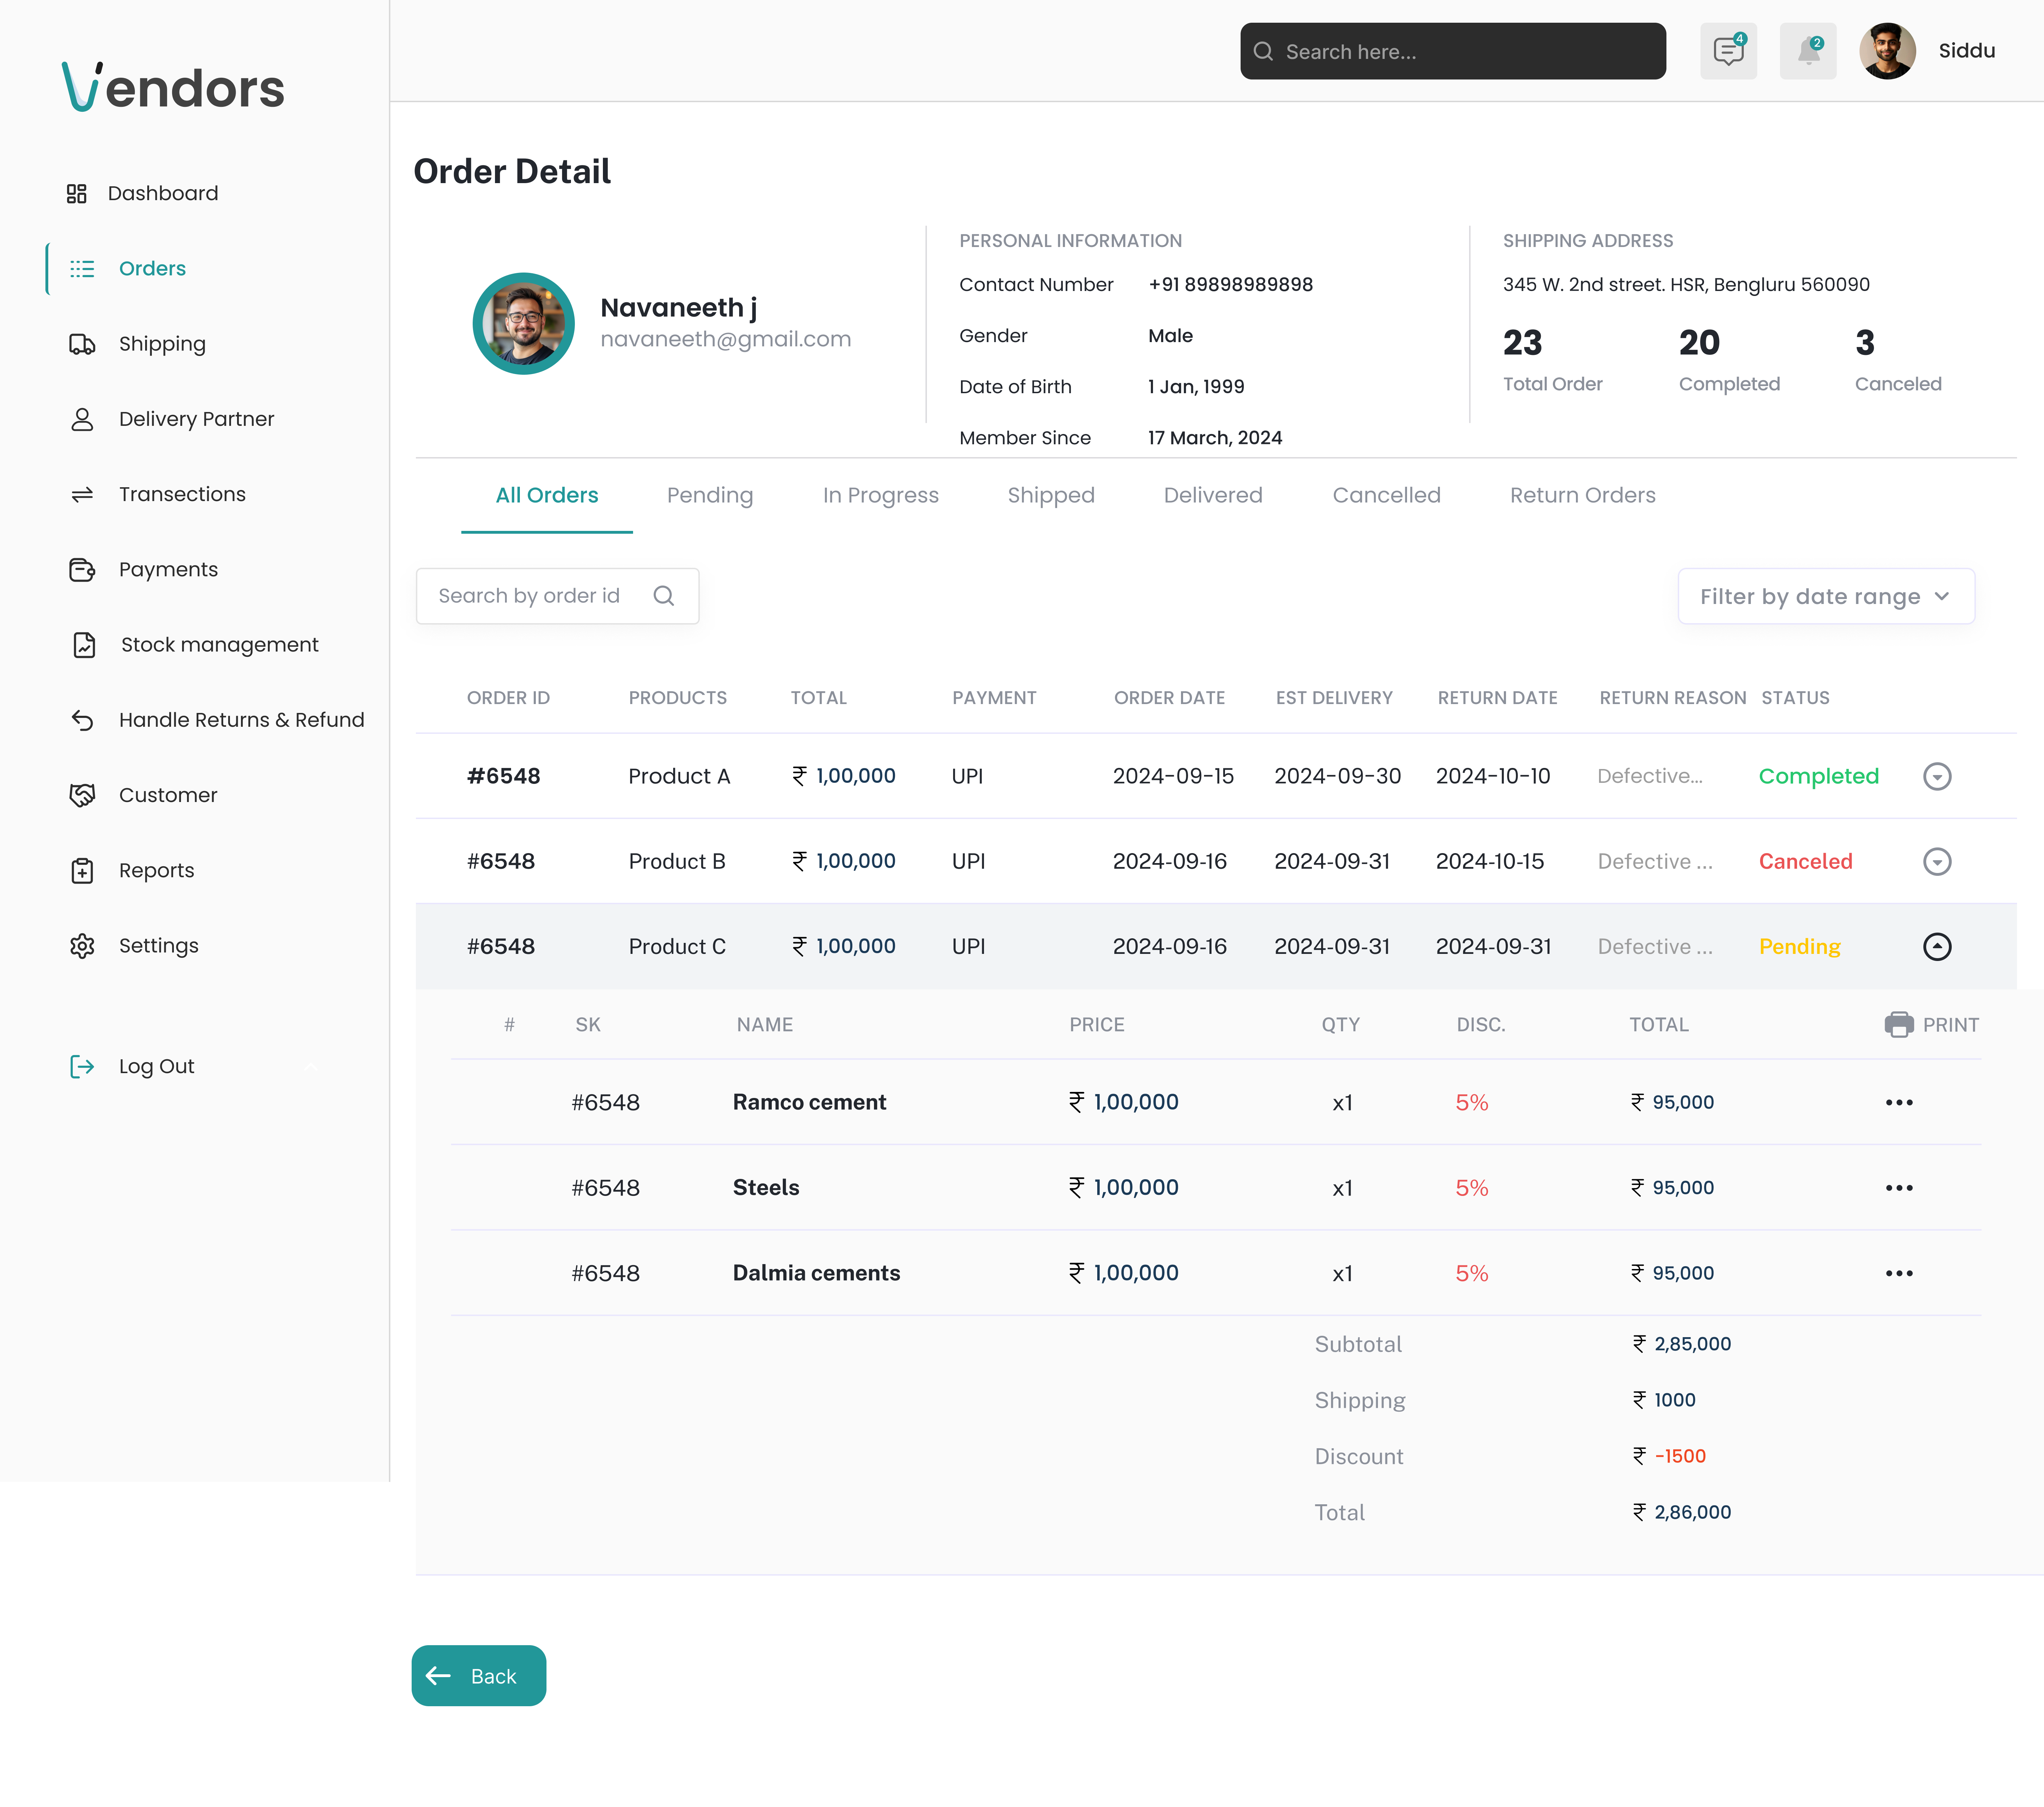 Vendors
Search here...
4
2
Siddu
Dashboard
Orders
Shipping
Delivery Partner
Transections
Payments
Stock management
Handle Returns & Refund
Customer
Reports
Settings
Log Out
Order Detail
Navaneeth j
navaneeth@gmail.com
PERSONAL INFORMATION
Contact Number +91 89898989898
Gender Male
Date of Birth 1 Jan, 1999
Member Since 17 March, 2024
SHIPPING ADDRESS
345 W. 2nd street. HSR, Bengluru 560090
23 20 3
Total Order Completed Canceled
All Orders Pending In Progress Shipped Delivered Cancelled Return Orders
Search by order id
Filter by date range
ORDER ID PRODUCTS TOTAL PAYMENT ORDER DATE EST DELIVERY RETURN DATE RETURN REASON STATUS
#6548 Product A ₹ 1,00,000 UPI 2024-09-15 2024-09-30 2024-10-10 Defective... Completed
#6548 Product B ₹ 1,00,000 UPI 2024-09-16 2024-09-31 2024-10-15 Defective ... Canceled
#6548 Product C ₹ 1,00,000 UPI 2024-09-16 2024-09-31 2024-09-31 Defective ... Pending
# SK NAME PRICE QTY DISC. TOTAL PRINT
#6548 Ramco cement ₹ 1,00,000 x1 5% ₹ 95,000
#6548 Steels ₹ 1,00,000 x1 5% ₹ 95,000
#6548 Dalmia cements ₹ 1,00,000 x1 5% ₹ 95,000
Subtotal ₹ 2,85,000
Shipping ₹ 1000
Discount ₹ -1500
Total ₹ 2,86,000
Back